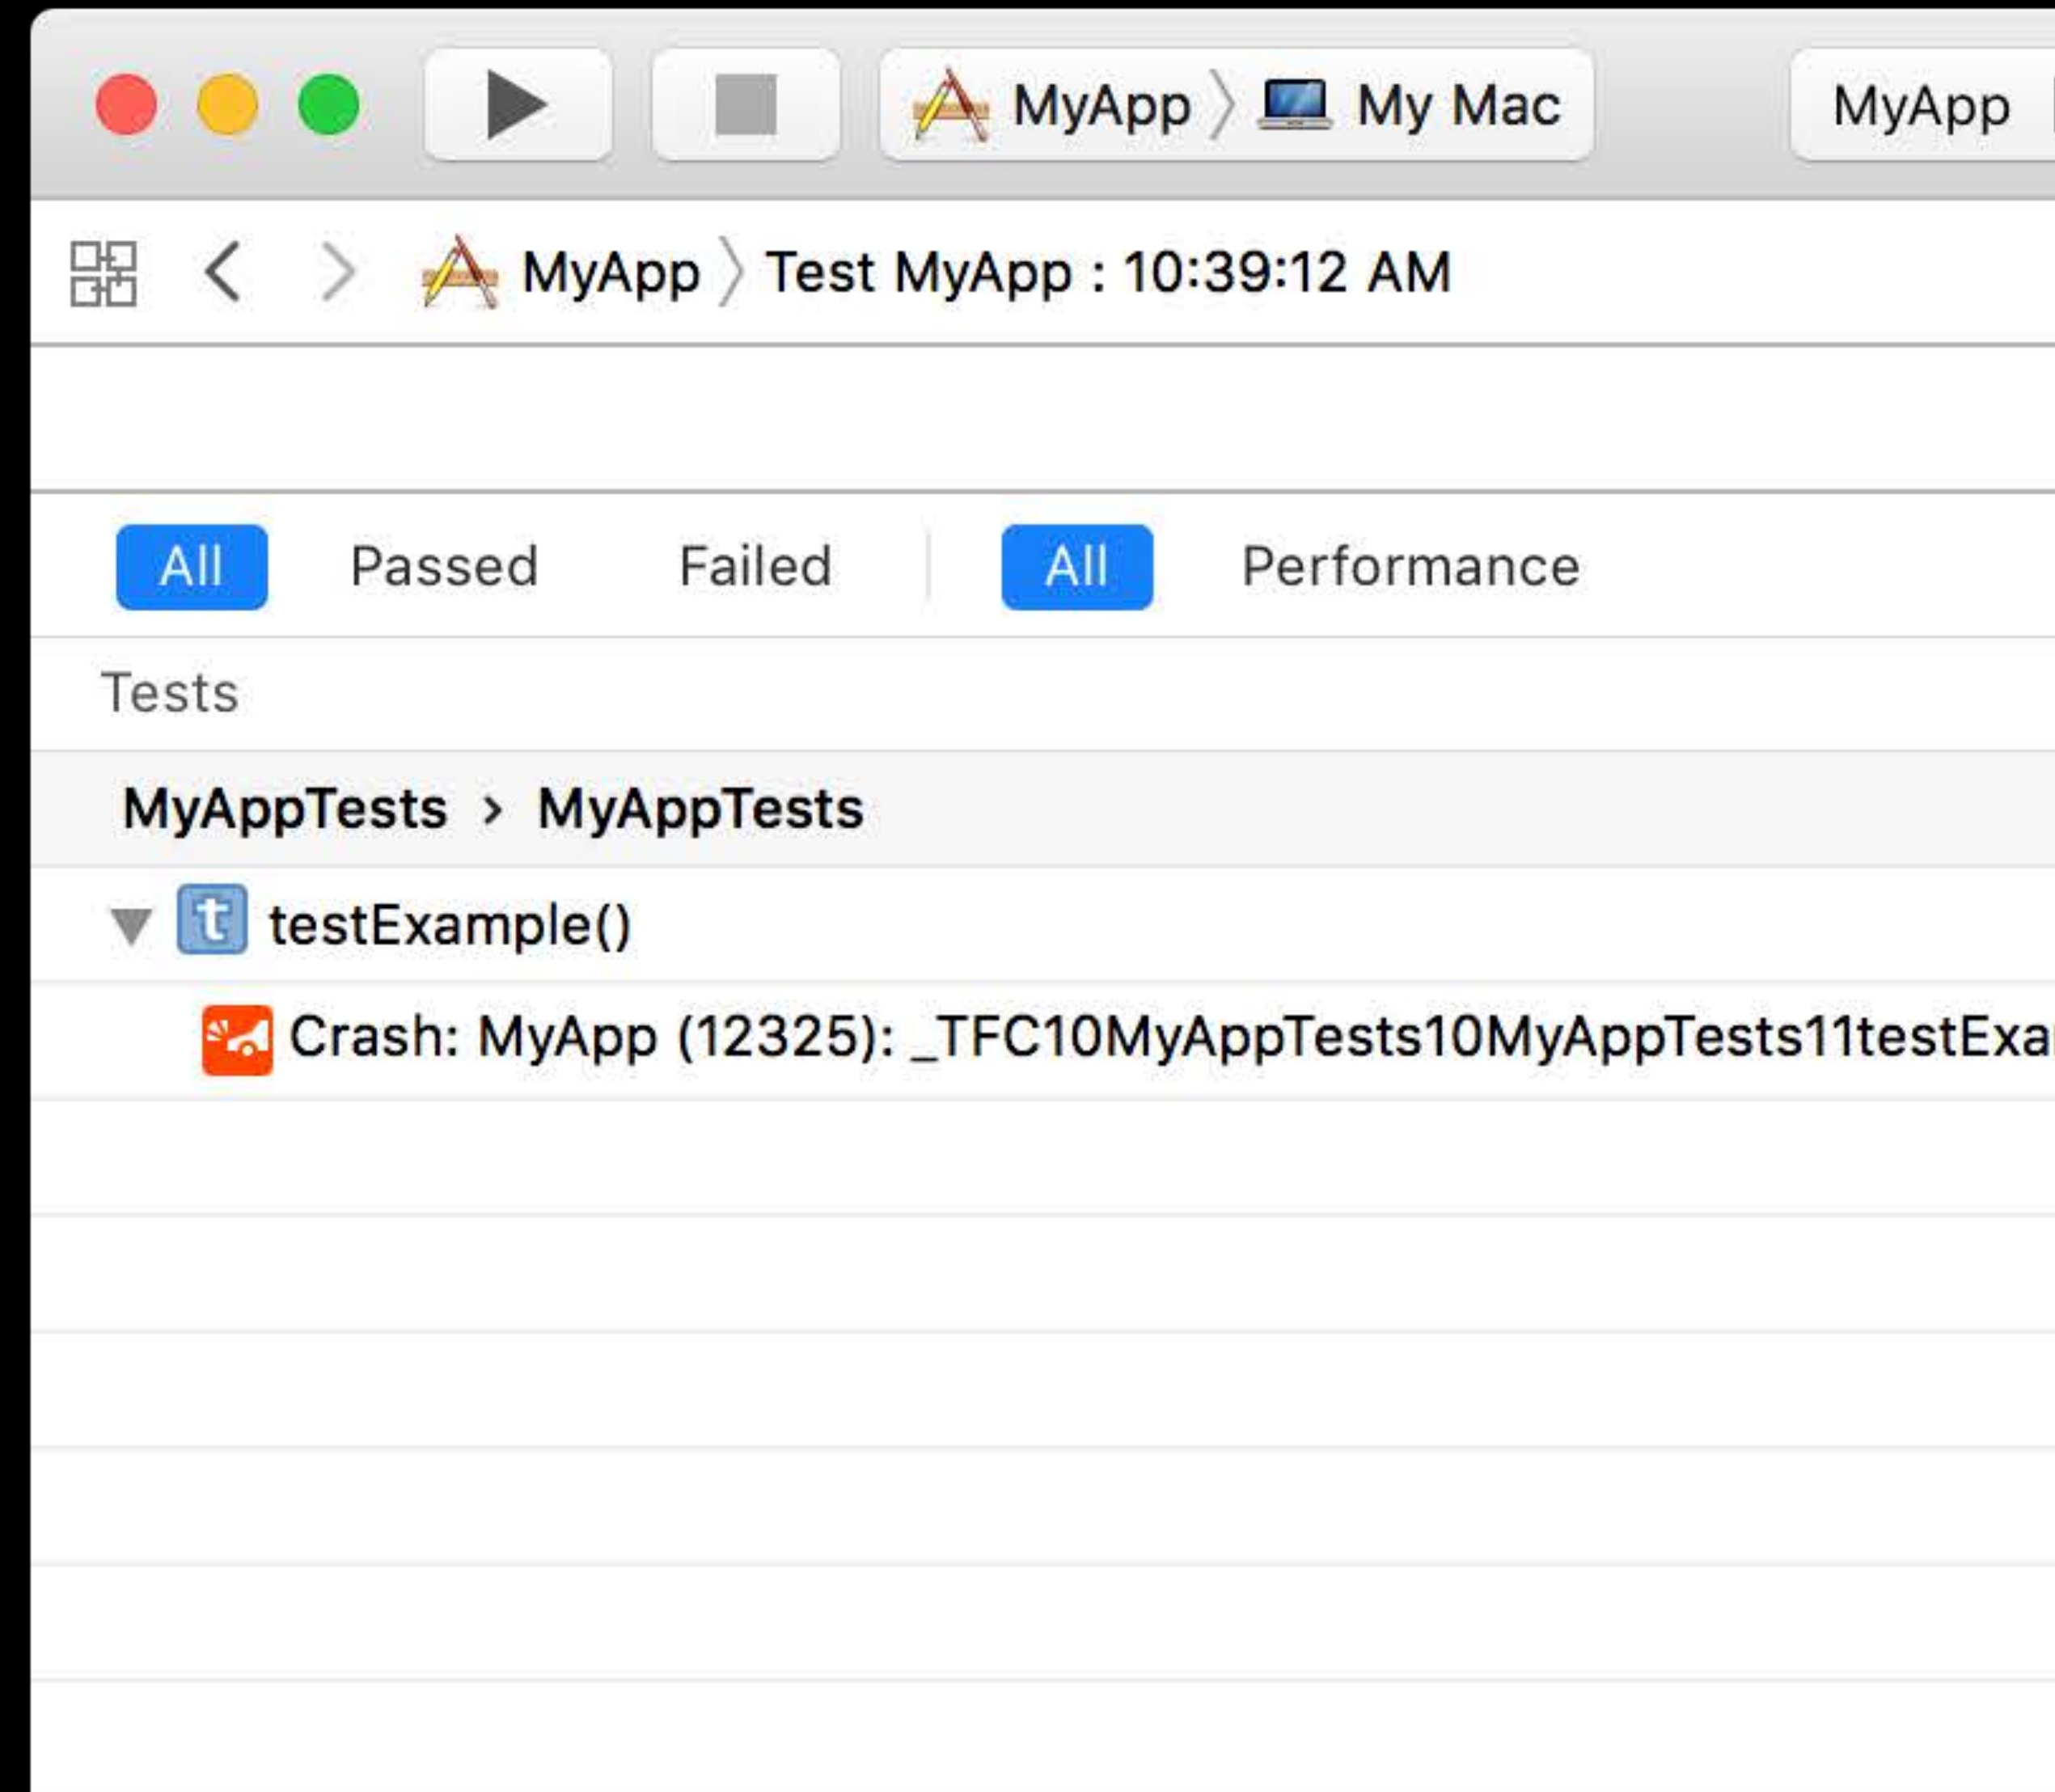 MyApp 〉 My Mac MyApp
MyApp 〉 Test MyApp : 10:39:12 AM
All Passed Failed All Performance
Tests
MyAppTests › MyAppTests
t testExample()
Crash: MyApp (12325): _TFC10MyAppTests10MyAppTests11testExa